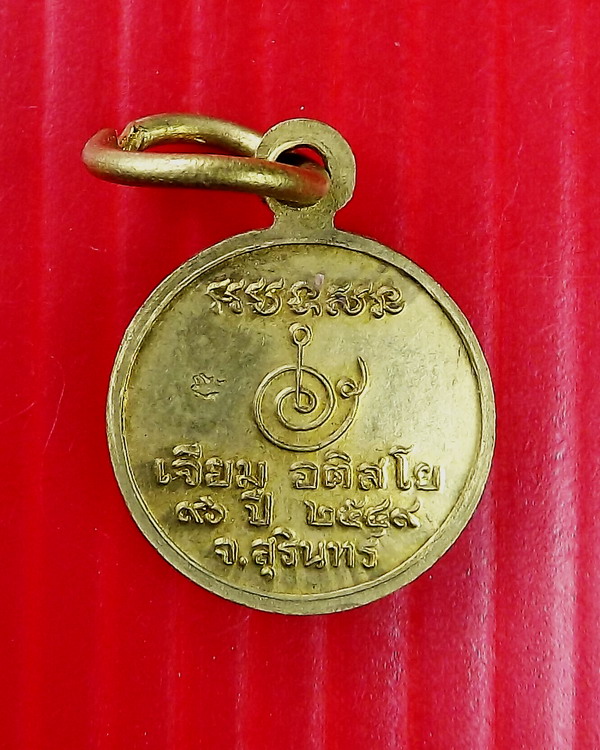 เจียม อติสโย
๙๖ ปี ๒๕๔๙
จ.สุรินทร์